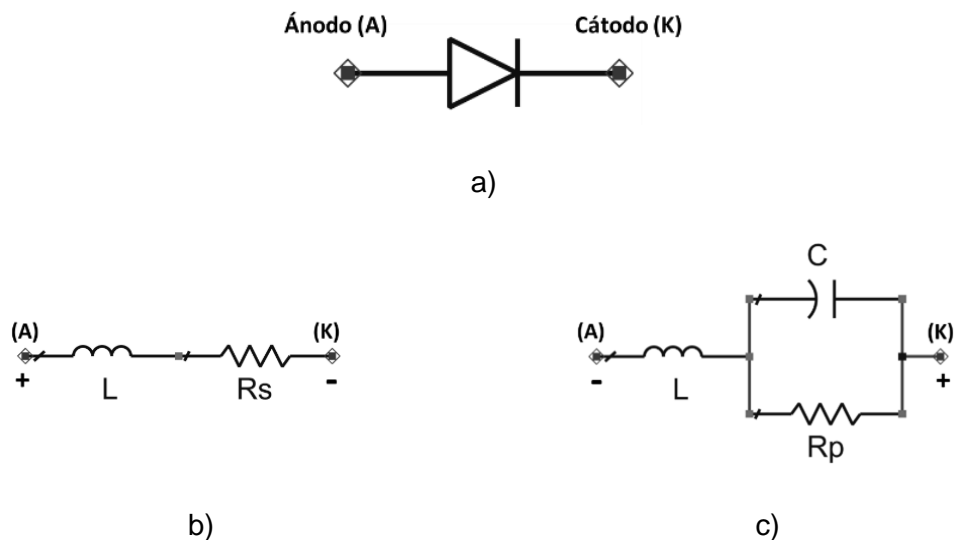 Ánodo (A) Cátodo (K)
a)
C
(A) (K) (A) (K)
+ L Rs - - L +
Rp
b) c)